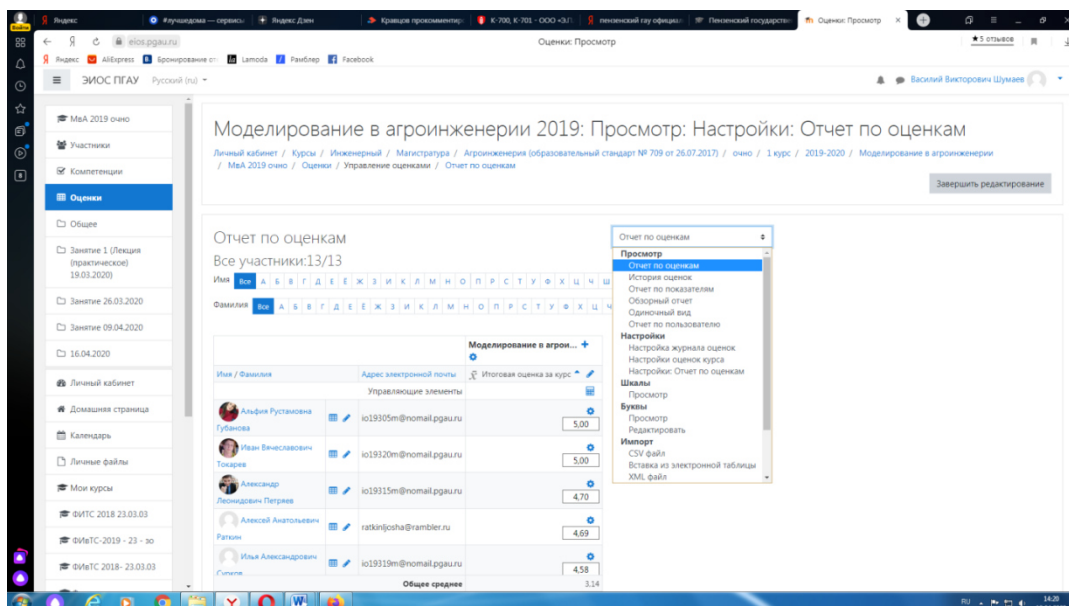 Яндекс
#лучшедома — сервисы
Яндекс Дзен
Кравцов прокомментир
К-700, К-701 - ООО «З.П
пензенский гау официал
Пензенский государстве
Оценки: Просмотр
Войти
eios.pgau.ru
Оценки: Просмотр
★ 5 отзывов
Яндекс
AliExpress
Бронирование от
Lamoda
Рамблер
Facebook
ЭИОС ПГАУ
Русский (ru)
Василий Викторович Шумаев
МвА 2019 очно
Участники
Компетенции
Оценки
Общее
Занятие 1 (Лекция
(практическое)
19.03.2020)
Занятие 26.03.2020
Занятие 09.04.2020
16.04.2020
Личный кабинет
Домашняя страница
Календарь
Личные файлы
Мои курсы
ФИТС 2018 23.03.03
ФИвТС-2019 - 23 - зо
ФИвТС 2018- 23.03.03
Моделирование в агроинженерии 2019: Просмотр: Настройки: Отчет по оценкам
Личный кабинет / Курсы / Инженерный / Магистратура / Агроинженерия (образовательный стандарт № 709 от 26.07.2017) / очно / 1 курс / 2019-2020 / Моделирование в агроинженерии
/ МвА 2019 очно / Оценки / Управление оценками / Отчет по оценкам
Завершить редактирование
Отчет по оценкам
Все участники:13/13
Имя Все А Б В Г Д Е Ё Ж З И К Л М Н О П Р С Т У Ф Х Ц Ч Ш
Фамилия Все А Б В Г Д Е Ё Ж З И К Л М Н О П Р С Т У Ф Х Ц Ч
Моделирование в агрои...
Имя / Фамилия
Адрес электронной почты
Итоговая оценка за курс
Управляющие элементы
Альфия Рустамовна
Губанова
io19305m@nomail.pgau.ru
5,00
Иван Вячеславович
Токарев
io19320m@nomail.pgau.ru
5,00
Александр
Леонидович Петряев
io19315m@nomail.pgau.ru
4,70
Алексей Анатольевич
Раткин
ratkinljosha@rambler.ru
4,69
Илья Александрович
io19319m@nomail.pgau.ru
4,58
Общее среднее
3,14
Отчет по оценкам
Просмотр
Отчет по оценкам
История оценок
Отчет по показателям
Обзорный отчет
Одиночный вид
Отчет по пользователю
Настройки
Настройка журнала оценок
Настройки оценок курса
Настройки: Отчет по оценкам
Шкалы
Просмотр
Буквы
Просмотр
Редактировать
Импорт
CSV файл
Вставка из электронной таблицы
XML файл
RU
14:20